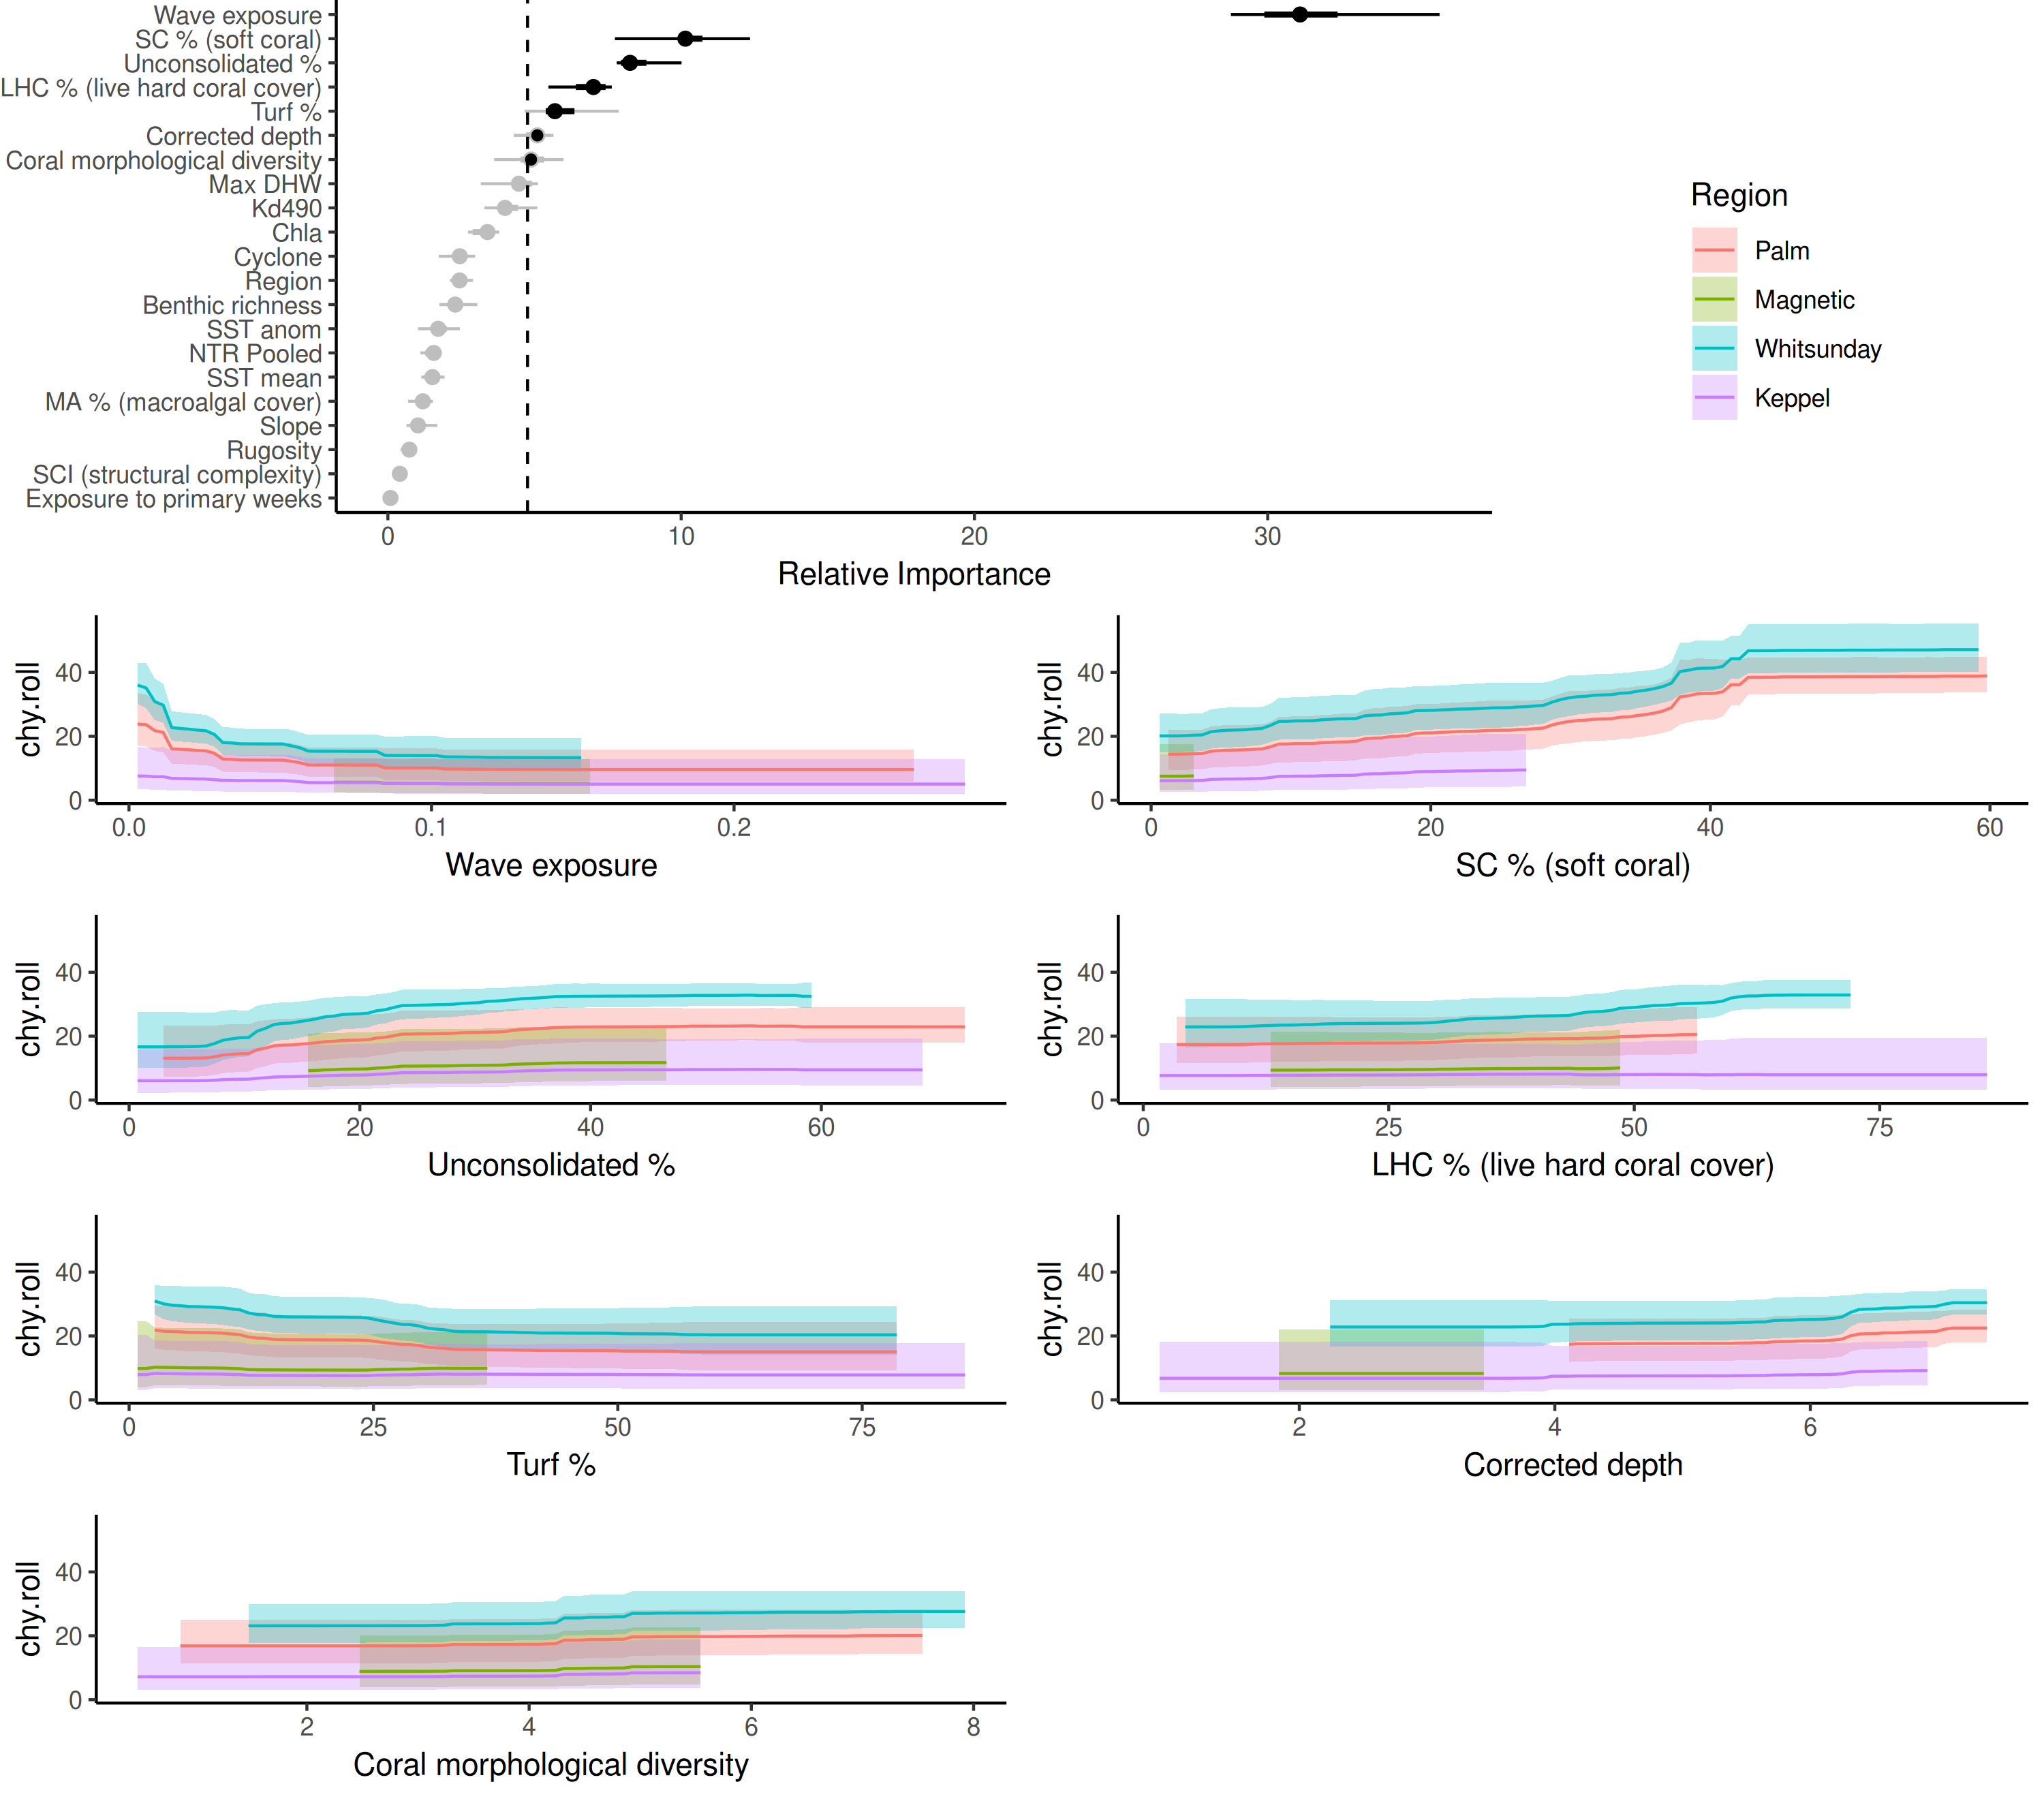 Wave exposure
SC % (soft coral)
Unconsolidated %
LHC % (live hard coral cover)
Turf %
Corrected depth
Coral morphological diversity
Max DHW
Kd490
Chla
Cyclone
Region
Benthic richness
SST anom
NTR Pooled
SST mean
MA % (macroalgal cover)
Slope
Rugosity
SCI (structural complexity)
Exposure to primary weeks
0 10 20 30
Relative Importance
Region
Palm
Magnetic
Whitsunday
Keppel
chy.roll
40
20
0
0.0 0.1 0.2
Wave exposure
chy.roll
40
20
0
0 20 40 60
SC % (soft coral)
chy.roll
40
20
0
0 20 40 60
Unconsolidated %
chy.roll
40
20
0
0 25 50 75
LHC % (live hard coral cover)
chy.roll
40
20
0
0 25 50 75
Turf %
chy.roll
40
20
0
2 4 6
Corrected depth
chy.roll
40
20
0
2 4 6 8
Coral morphological diversity